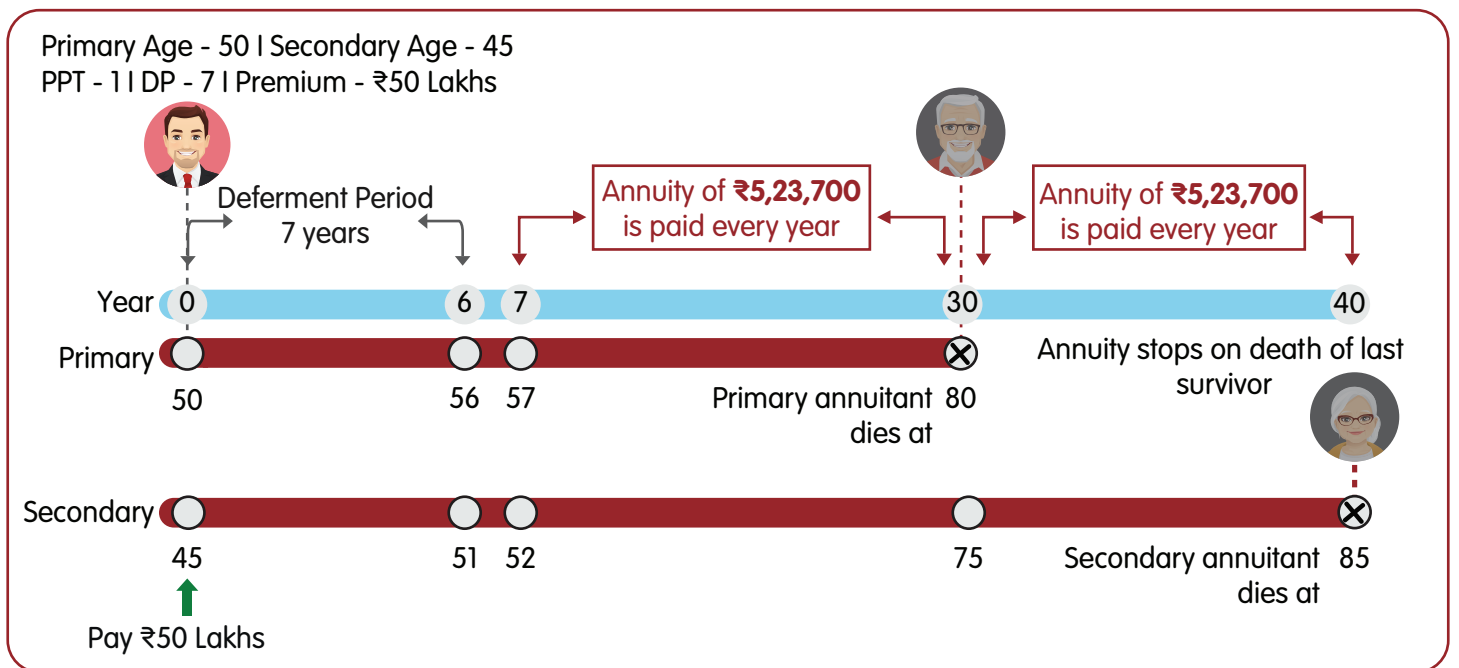 Primary Age - 50 I Secondary Age - 45
PPT - 1 I DP - 7 I Premium - ₹50 Lakhs
Deferment Period
7 years
Annuity of ₹5,23,700
is paid every year
Annuity of ₹5,23,700
is paid every year
Year 0 6 7 30 40
Primary
50 56 57
Primary annuitant 80
dies at
Annuity stops on death of last
survivor
Secondary
45 51 52 75
Secondary annuitant 85
dies at
Pay ₹50 Lakhs